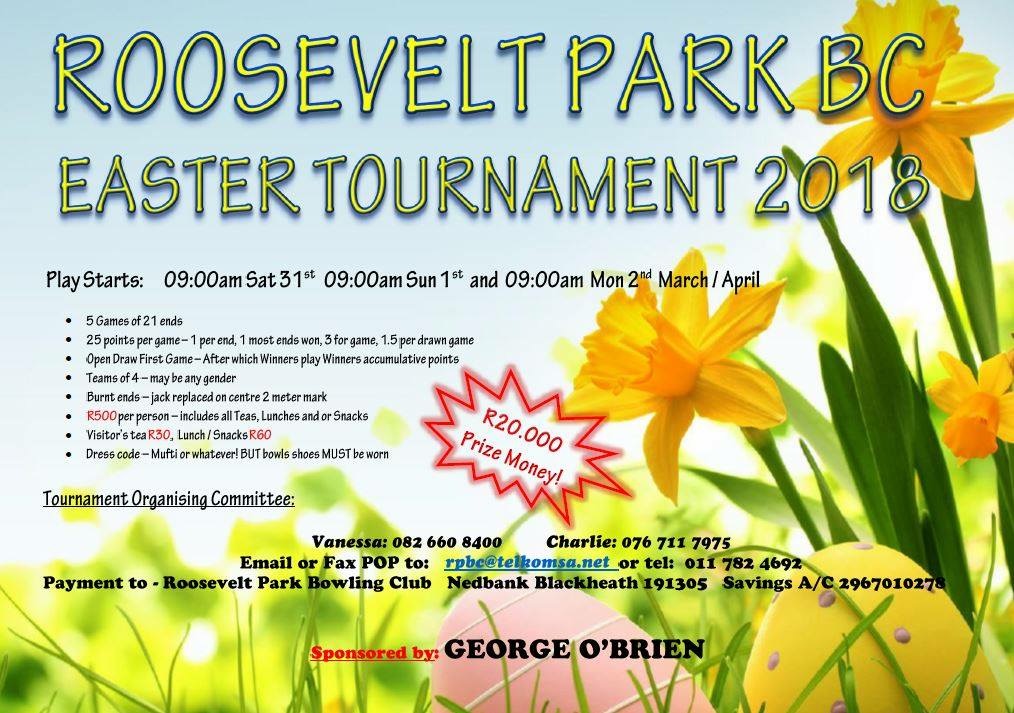 ROOSEVELT PARK BC
EASTER TOURNAMENT 2018
Play Starts: 09:00am Sat 31st 09:00am Sun 1st and 09:00am Mon 2nd March / April
• 5 Games of 21 ends
• 25 points per game – 1 per end, 1 most ends won, 3 for game, 1.5 per drawn game
• Open Draw First Game – After which Winners play Winners accumulative points
• Teams of 4 – may be any gender
• Burnt ends – jack replaced on centre 2 meter mark
• R500 per person – includes all Teas, Lunches and or Snacks
• Visitor's tea R30, Lunch / Snacks R60
• Dress code – Mufti or whatever! BUT bowls shoes MUST be worn
R20.000
Prize Money!
Tournament Organising Committee:
Vanessa: 082 660 8400 Charlie: 076 711 7975
Email or Fax POP to: rpbc@telkomsa.net or tel: 011 782 4692
Payment to - Roosevelt Park Bowling Club Nedbank Blackheath 191305 Savings A/C 2967010278
Sponsored by: GEORGE O'BRIEN